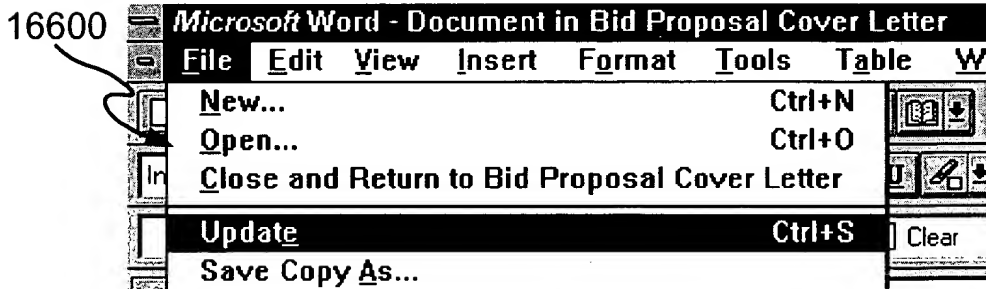 16600
Microsoft Word - Document in Bid Proposal Cover Letter
File Edit View Insert Format Tools Table W
New... Ctrl+N
Open... Ctrl+O
In
Close and Return to Bid Proposal Cover Letter
Update Ctrl+S
Clear
Save Copy As...